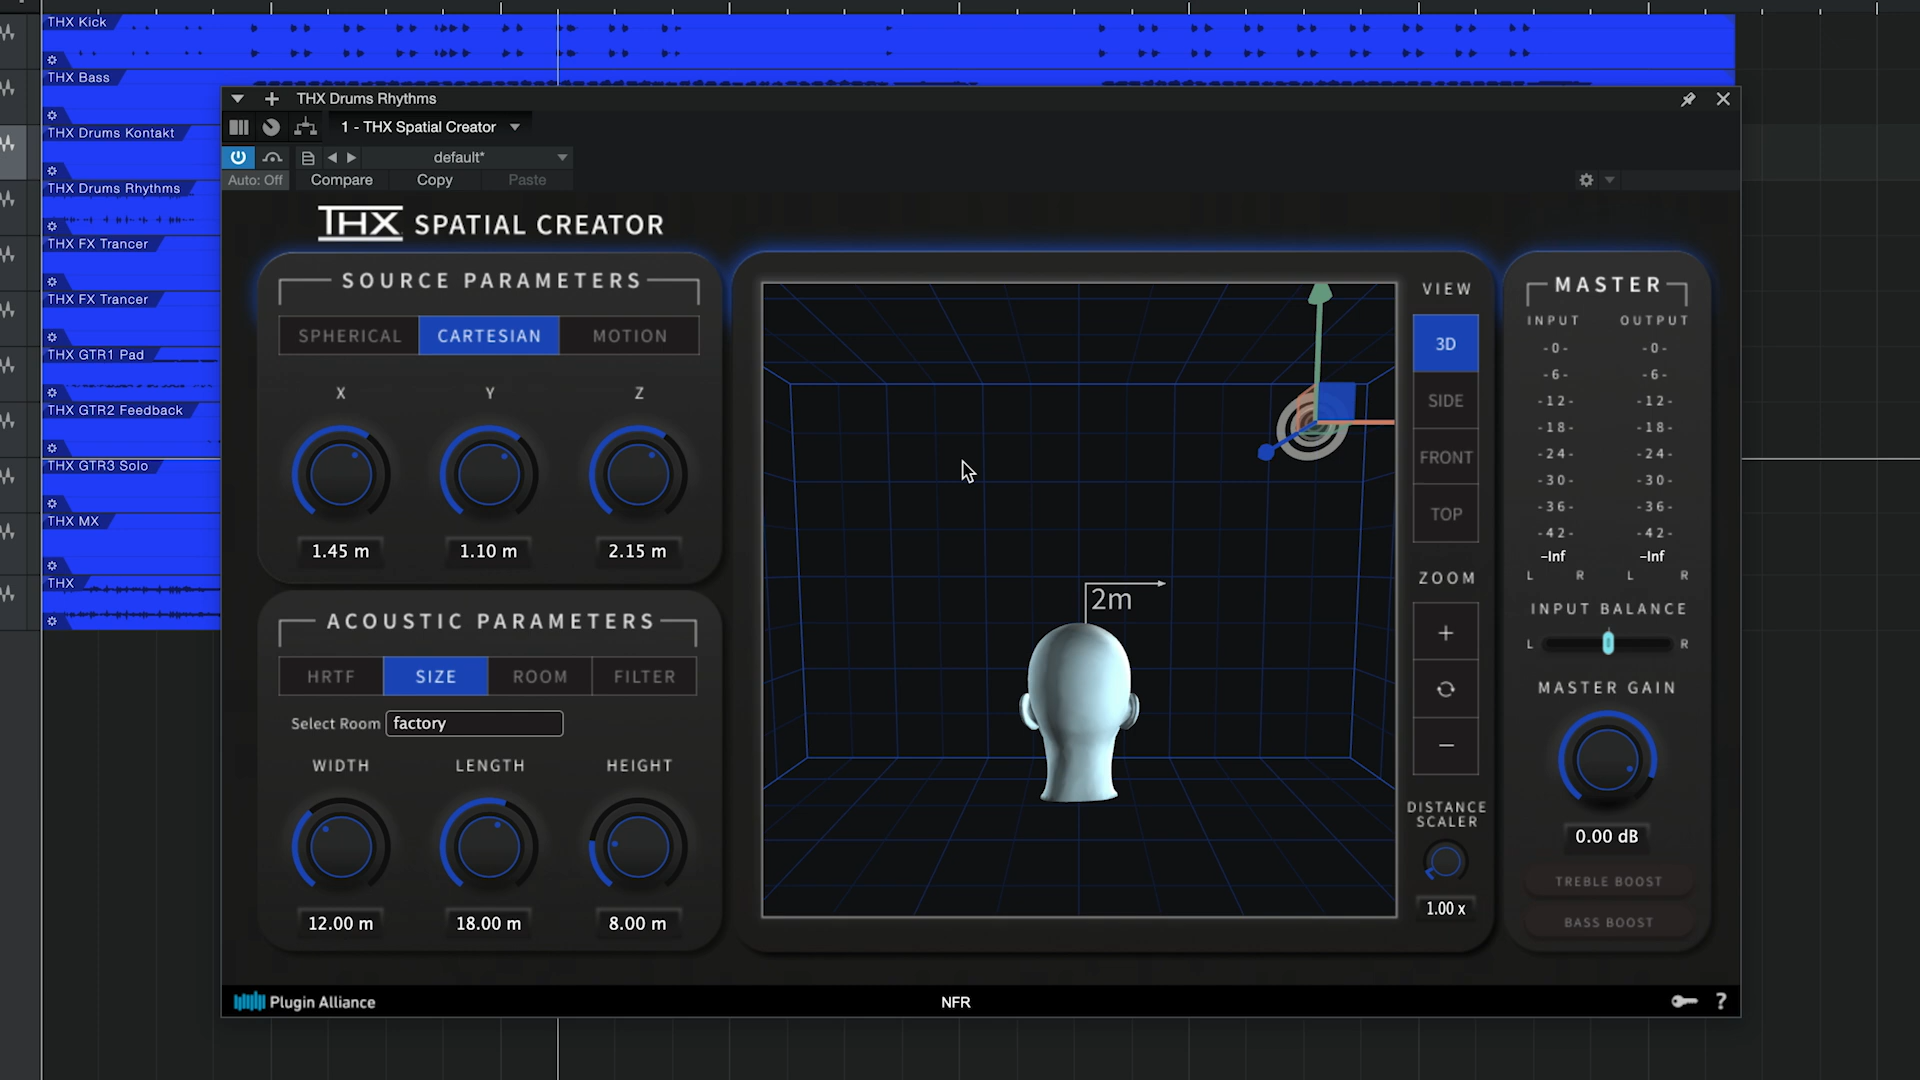 THX Kick
THX Bass
THX Drums Kontakt
THX Drums Rhythms
THX FX Trancer
THX FX Trancer
THX GTR1 Pad
THX GTR2 Feedback
THX GTR3 Solo
THX MX
THX
THX Drums Rhythms
1 - THX Spatial Creator
default*
Auto: Off Compare Copy Paste
THX SPATIAL CREATOR
SOURCE PARAMETERS
SPHERICAL CARTESIAN MOTION
X Y Z
1.45 m 1.10 m 2.15 m
ACOUSTIC PARAMETERS
HRTF SIZE ROOM FILTER
Select Room factory
WIDTH LENGTH HEIGHT
12.00 m 18.00 m 8.00 m
2m
VIEW
3D
SIDE
FRONT
TOP
ZOOM
+
−
DISTANCE
SCALER
1.00 x
MASTER
INPUT OUTPUT
-0- -0-
-6- -6-
-12- -12-
-18- -18-
-24- -24-
-30- -30-
-36- -36-
-42- -42-
-Inf -Inf
L R L R
INPUT BALANCE
L R
MASTER GAIN
0.00 dB
TREBLE BOOST
BASS BOOST
Plugin Alliance
NFR
?